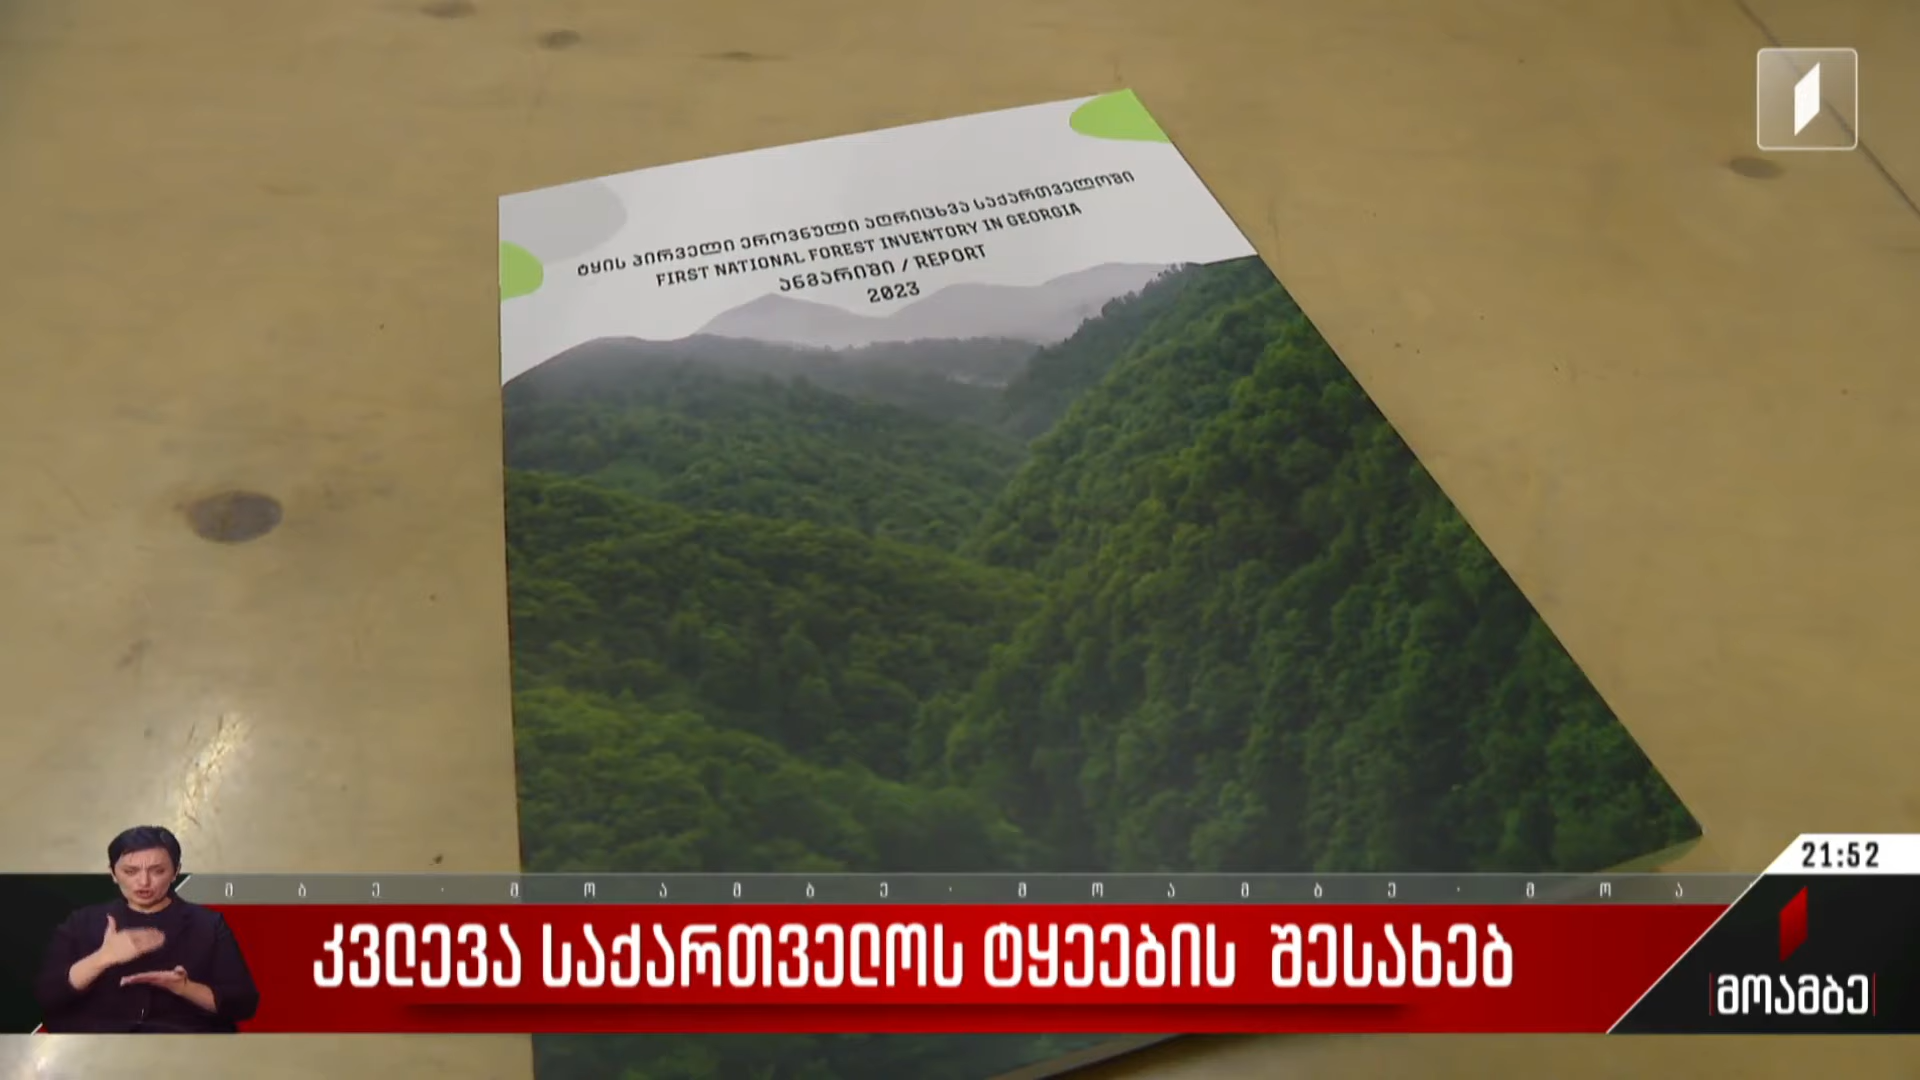 ტყის პირველი ეროვნული აღრიცხვა საქართველოში
FIRST NATIONAL FOREST INVENTORY IN GEORGIA
ანგარიში / REPORT
2023
21:52
მ ბ ე · მ ო ა მ ბ ე · მ ო ა მ ბ ე · მ ო ა
კვლევა საქართველოს ტყეების შესახებ
მოამბე